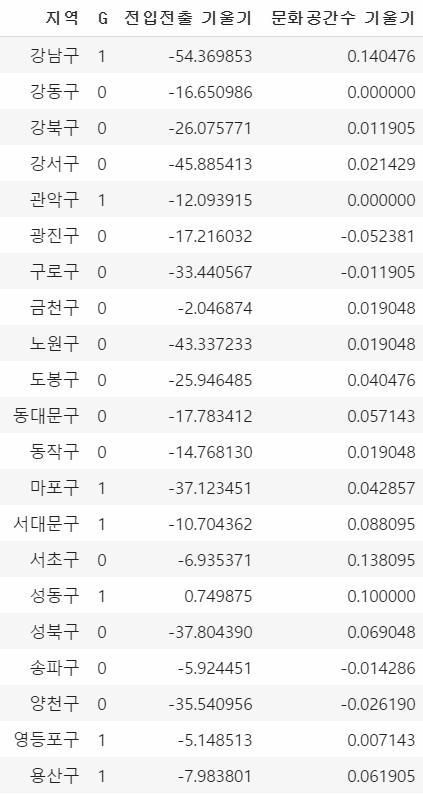 지역 G 전입전출 기울기 문화공간수 기울기
강남구 1 -54.369853 0.140476
강동구 0 -16.650986 0.000000
강북구 0 -26.075771 0.011905
강서구 0 -45.885413 0.021429
관악구 1 -12.093915 0.000000
광진구 0 -17.216032 -0.052381
구로구 0 -33.440567 -0.011905
금천구 0 -2.046874 0.019048
노원구 0 -43.337233 0.019048
도봉구 0 -25.946485 0.040476
동대문구 0 -17.783412 0.057143
동작구 0 -14.768130 0.019048
마포구 1 -37.123451 0.042857
서대문구 1 -10.704362 0.088095
서초구 0 -6.935371 0.138095
성동구 1 0.749875 0.100000
성북구 0 -37.804390 0.069048
송파구 0 -5.924451 -0.014286
양천구 0 -35.540956 -0.026190
영등포구 1 -5.148513 0.007143
용산구 1 -7.983801 0.061905